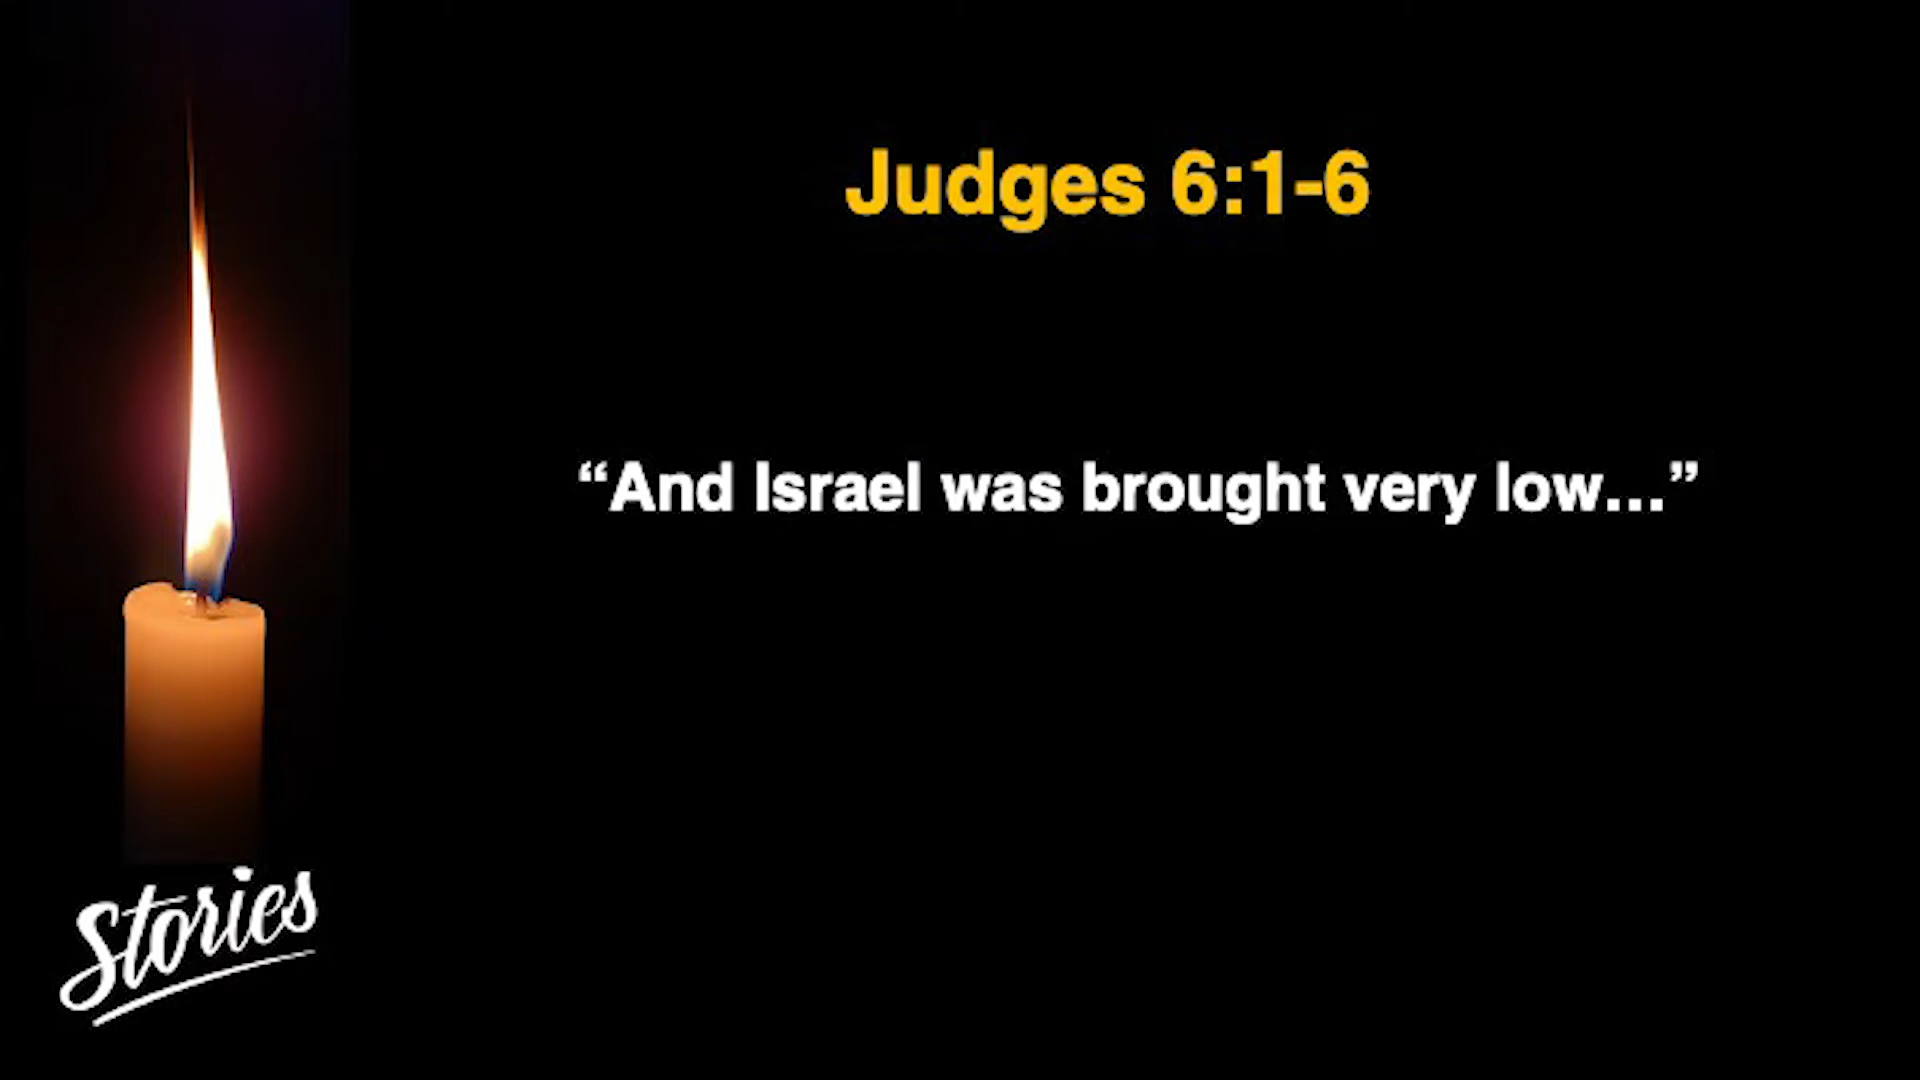 Judges 6:1-6
“And Israel was brought very low...”
Stories